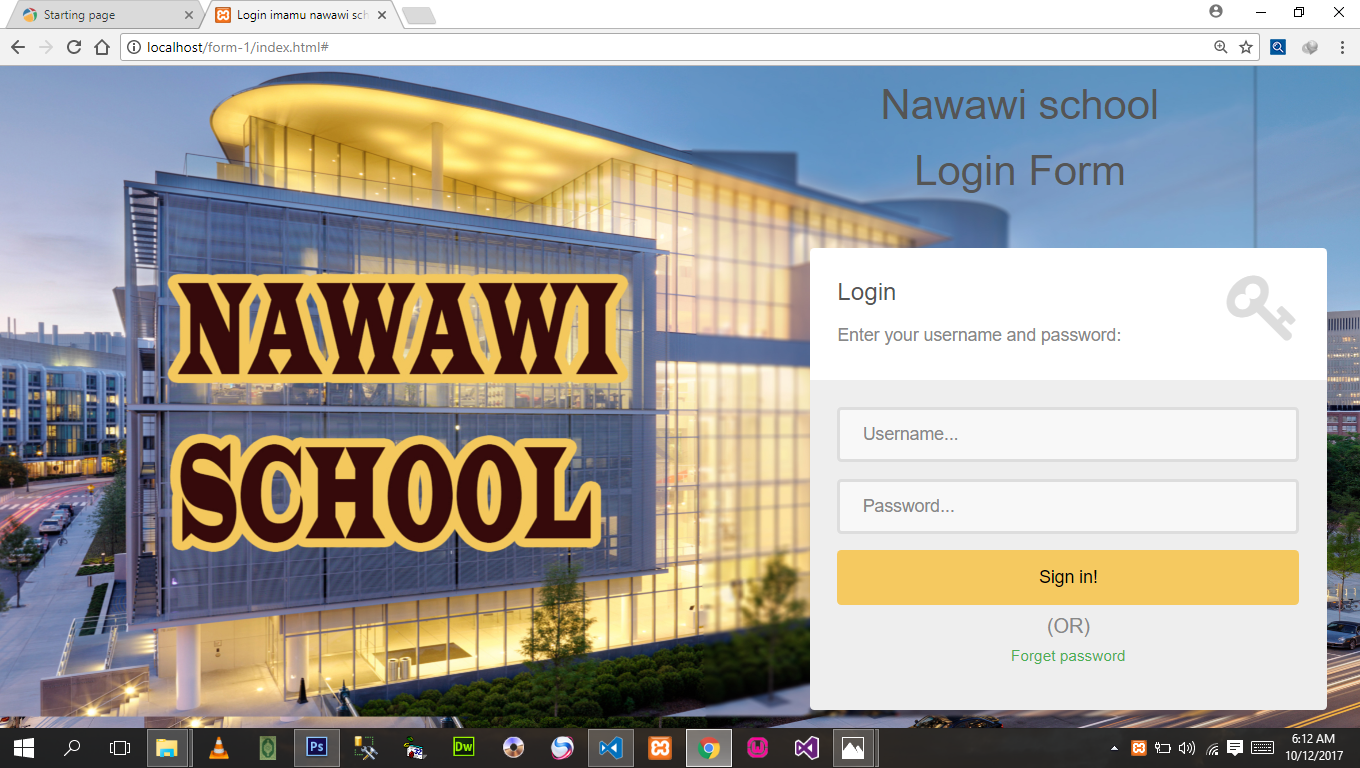 Starting page
Login imamu nawawi sch
localhost/form-1/index.html#
Nawawi school
Login Form
NAWAWI
SCHOOL
Login
Enter your username and password:
Username...
Password...
Sign in!
(OR)
Forget password
Ps
Dw
6:12 AM
10/12/2017